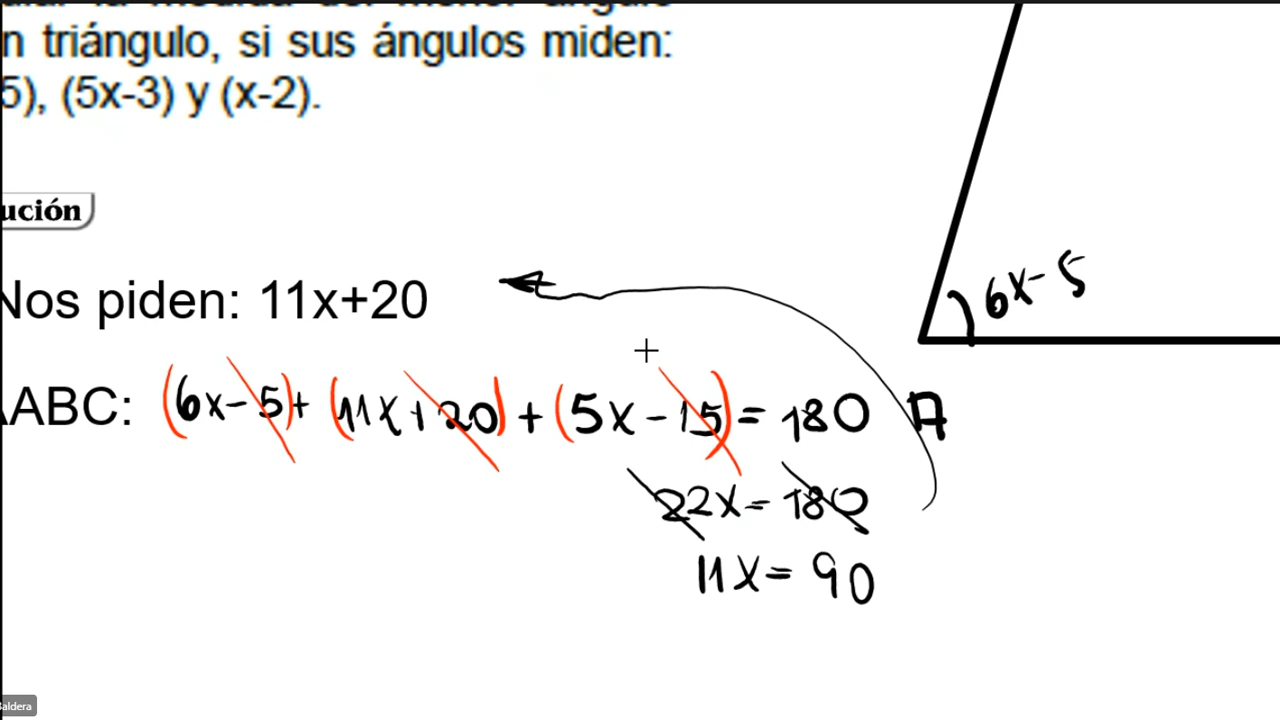 n triángulo, si sus ángulos miden:
5), (5x-3) y (x-2).
ución
Nos piden: 11x+20
6x-5
ABC: (6x-5)+(11x+20)+(5x-15)=180
A
22x=180
11x=90
aldera